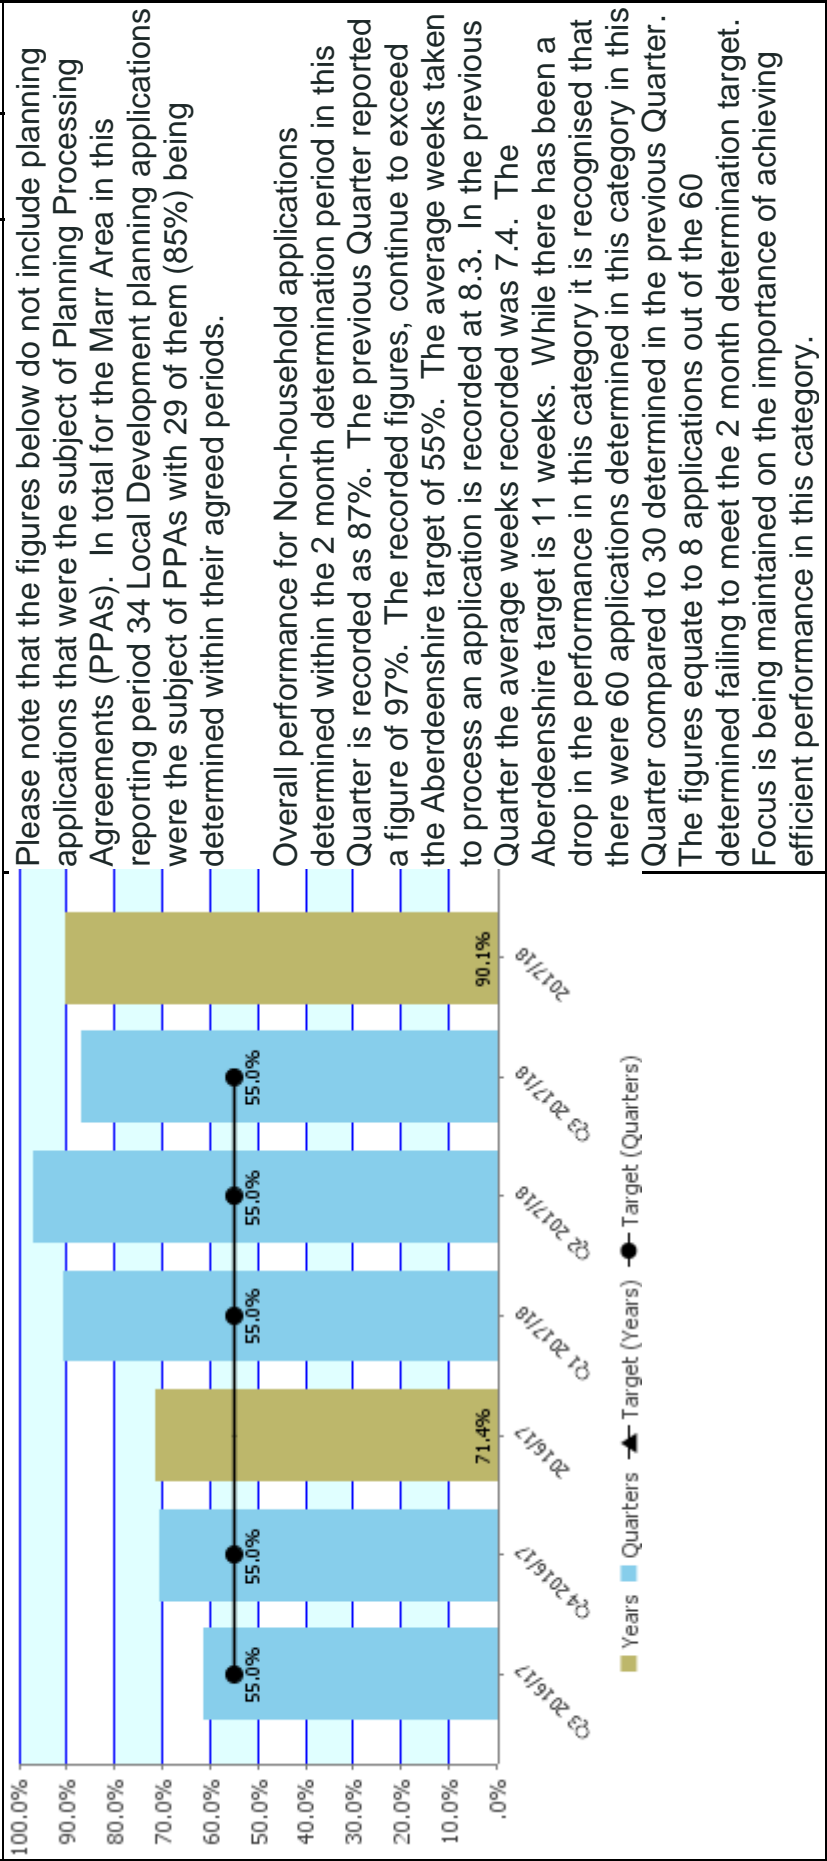 100.0%
90.0%
80.0%
70.0%
60.0%
50.0%
40.0%
30.0%
20.0%
10.0%
.0%
55.0%
55.0%
71.4%
55.0%
55.0%
55.0%
90.1%
Q3 2016/17
Q4 2016/17
2016/17
Q1 2017/18
Q2 2017/18
Q3 2017/18
2017/18
Years Quarters Target (Years) Target (Quarters)
Please note that the figures below do not include planning
applications that were the subject of Planning Processing
Agreements (PPAs). In total for the Marr Area in this
reporting period 34 Local Development planning applications
were the subject of PPAs with 29 of them (85%) being
determined within their agreed periods.
Overall performance for Non-household applications
determined within the 2 month determination period in this
Quarter is recorded as 87%. The previous Quarter reported
a figure of 97%. The recorded figures, continue to exceed
the Aberdeenshire target of 55%. The average weeks taken
to process an application is recorded at 8.3. In the previous
Quarter the average weeks recorded was 7.4. The
Aberdeenshire target is 11 weeks. While there has been a
drop in the performance in this category it is recognised that
there were 60 applications determined in this category in this
Quarter compared to 30 determined in the previous Quarter.
The figures equate to 8 applications out of the 60
determined failing to meet the 2 month determination target.
Focus is being maintained on the importance of achieving
efficient performance in this category.